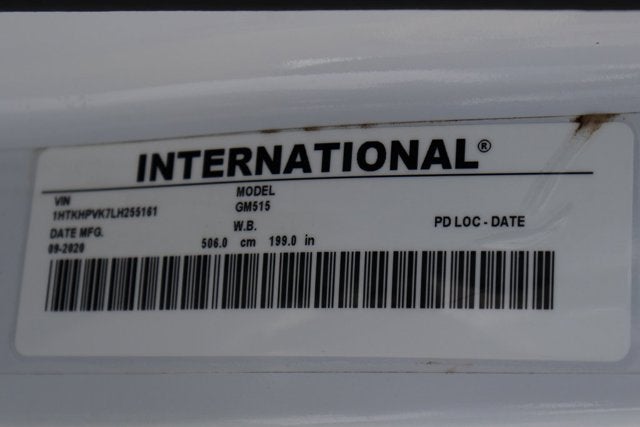 INTERNATIONAL®
VIN MODEL
1HTKHPVK7LH255161 GM515
DATE MFG. W.B. PD LOC - DATE
09-2020 506.0 cm 199.0 in